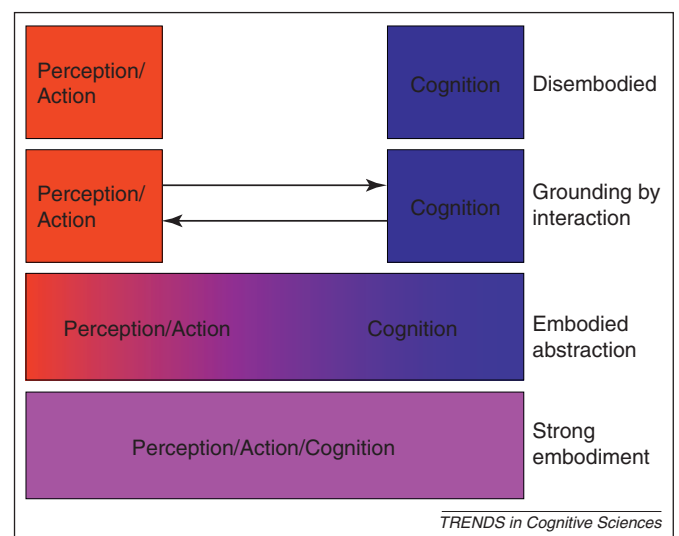 Perception/
Action
Cognition
Disembodied
Perception/
Action
Cognition
Grounding by
interaction
Perception/Action
Cognition
Embodied
abstraction
Perception/Action/Cognition
Strong
embodiment
TRENDS in Cognitive Sciences